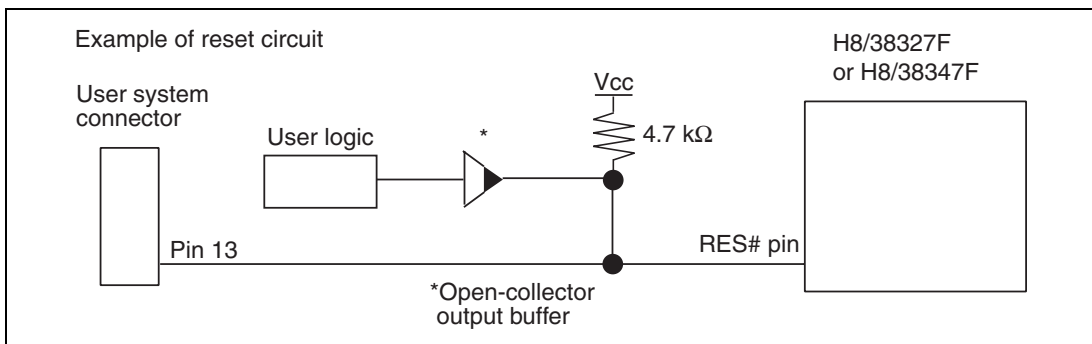 Example of reset circuit
H8/38327F
or H8/38347F
User system
connector
Vcc
User logic
*
4.7 kΩ
Pin 13
RES# pin
*Open-collector
output buffer